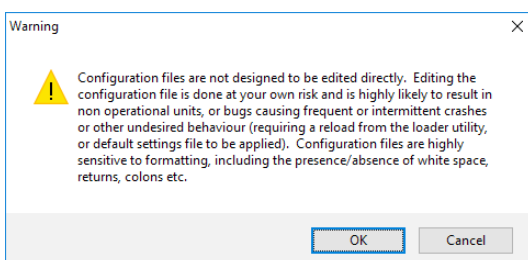 Warning
Configuration files are not designed to be edited directly.  Editing the
configuration file is done at your own risk and is highly likely to result in
non operational units, or bugs causing frequent or intermittent crashes
or other undesired behaviour (requiring a reload from the loader utility,
or default settings file to be applied).  Configuration files are highly
sensitive to formatting, including the presence/absence of white space,
returns, colons etc.
OK
Cancel